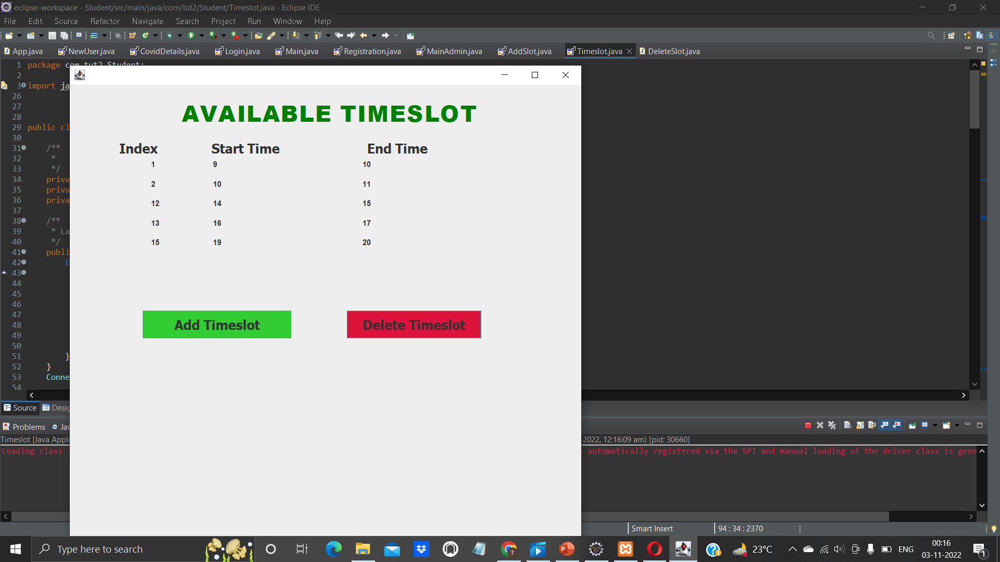 eclipse-workspace - Student/src/main/java/com/tut2/Student/Timeslot.java - Eclipse IDE
File Edit Source Refactor Navigate Search Project Run Window Help
App.java NewUser.java CovidDetails.java Login.java Main.java Registration.java MainAdmin.java AddSlot.java Timeslot.java DeleteSlot.java
1 package com.tut2.Student;
2
3 import ja
26
27
28
29 public cl
30
31 /**
32 *
33 */
34 priva
35 priva
36 priva
37
38 /**
39 * La
40 */
41 publi
42 E
43
44
45
46
47
48
49
50
51 }
52 }
53 Conne
54
AVAILABLE TIMESLOT
Index Start Time End Time
1 9 10
2 10 11
12 14 15
13 16 17
15 19 20
Add Timeslot Delete Timeslot
Source Desig
Problems @ Jav
Timeslot [Java Appli -2022, 12:16:09 am) [pid: 30660]
Loading class automatically registered via the SPI and manual loading of the driver class is gene
Smart Insert 94 : 34 : 2370
Type here to search
23°C ENG 00:16
03-11-2022
1